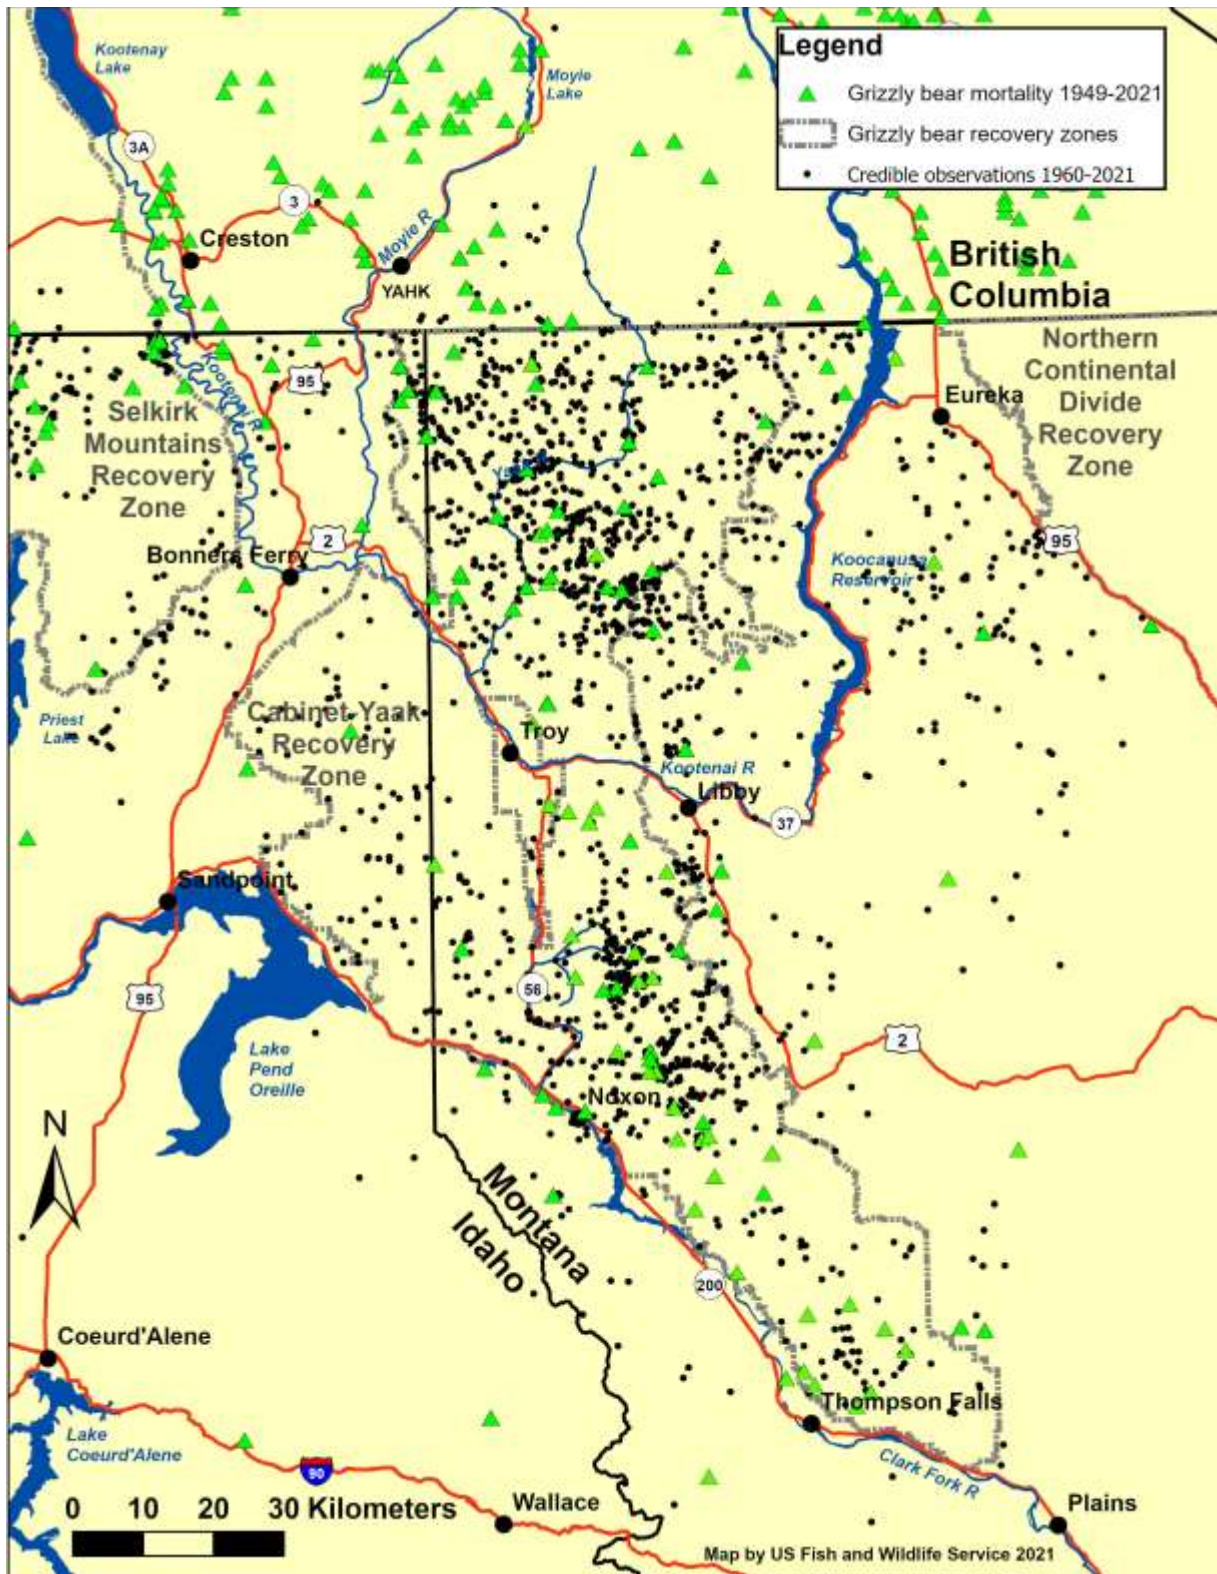 Kootenay
Lake
Moyie
Lake
Legend
Grizzly bear mortality 1949-2021
Grizzly bear recovery zones
Credible observations 1960-2021
3A
3
Creston
Moyie R
YAHK
British
Columbia
Kootenai R
95
Selkirk
Mountains
Recovery
Zone
Northern
Continental
Divide
Recovery
Zone
Eureka
2
Bonners Ferry
95
Koocanusa
Reservoir
Priest
Lake
Cabinet-Yaak
Recovery
Zone
Troy
Kootenai R
Libby
37
Sandpoint
95
56
2
Lake
Pend
Oreille
Noxon
N
Montana
Idaho
200
Coeurd'Alene
Thompson Falls
Lake
Coeurd'Alene
90
Clark Fork R
0 10 20 30 Kilometers
Wallace
Plains
Map by US Fish and Wildlife Service 2021